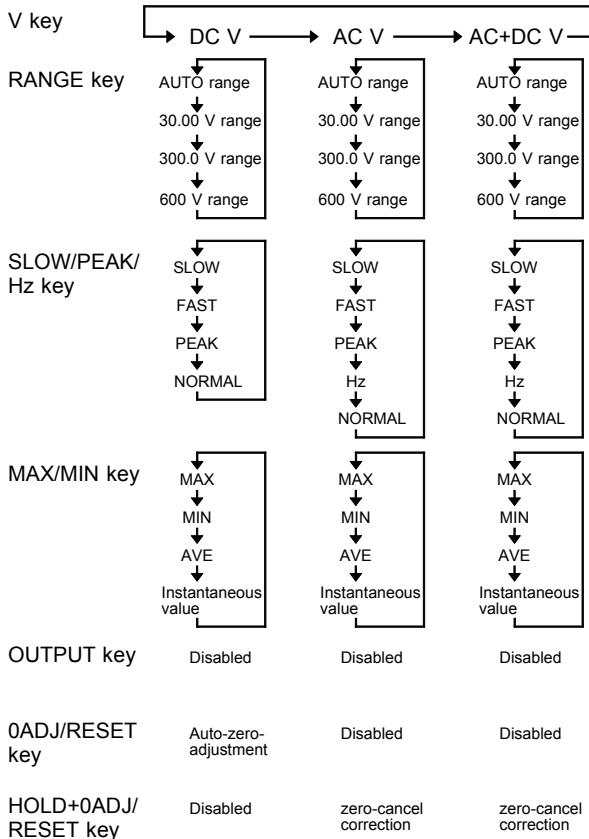 V key
DC V AC V AC+DC V
RANGE key
AUTO range AUTO range AUTO range
30.00 V range 30.00 V range 30.00 V range
300.0 V range 300.0 V range 300.0 V range
600 V range 600 V range 600 V range
SLOW/PEAK/
Hz key
SLOW SLOW SLOW
FAST FAST FAST
PEAK PEAK PEAK
NORMAL Hz Hz
NORMAL NORMAL
MAX/MIN key
MAX MAX MAX
MIN MIN MIN
AVE AVE AVE
Instantaneous Instantaneous Instantaneous
value value value
OUTPUT key Disabled Disabled Disabled
0ADJ/RESET Auto-zero- Disabled Disabled
key adjustment
HOLD+0ADJ/ Disabled zero-cancel zero-cancel
RESET key correction correction